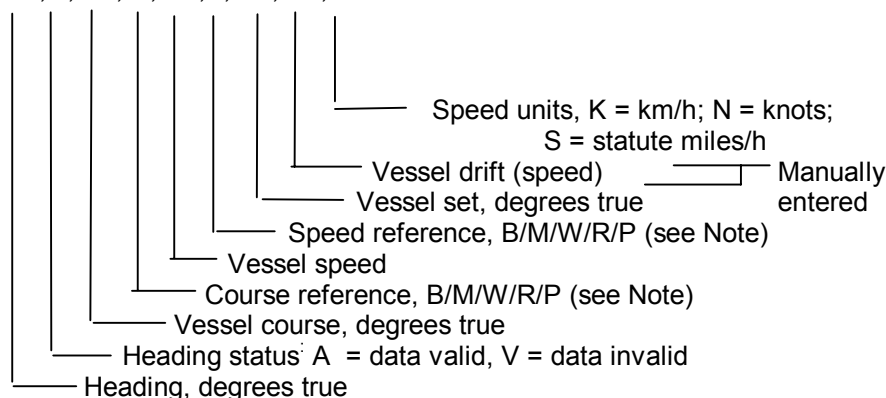 Speed units, K = km/h; N = knots;
S = statute miles/h
Vessel drift (speed) Manually
Vessel set, degrees true entered
Speed reference, B/M/W/R/P (see Note)
Vessel speed
Course reference, B/M/W/R/P (see Note)
Vessel course, degrees true
Heading status: A = data valid, V = data invalid
Heading, degrees true